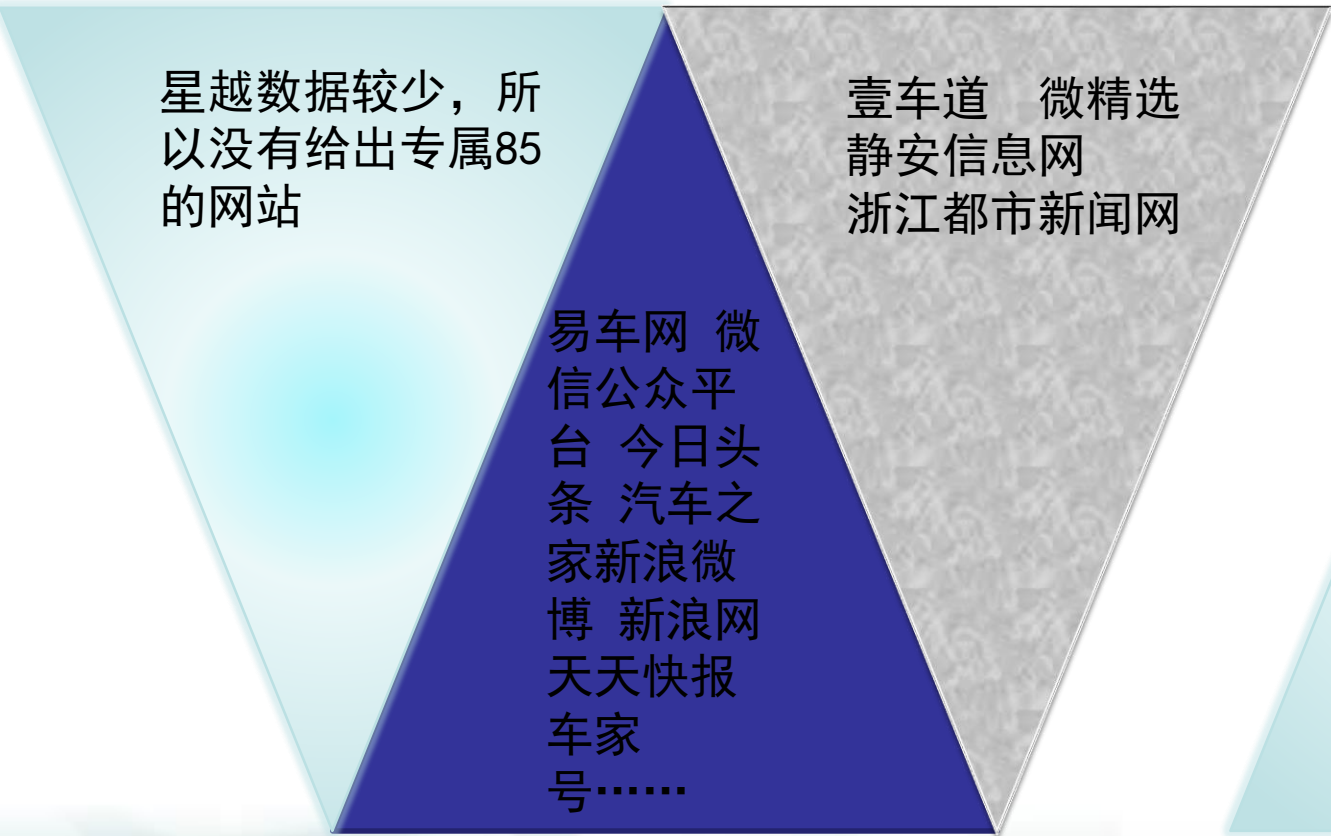 星越数据较少，所
以没有给出专属85
的网站
易车网 微
信公众平
台 今日头
条 汽车之
家新浪微
博 新浪网
天天快报
车家
号……
壹车道　微精选
静安信息网
浙江都市新闻网